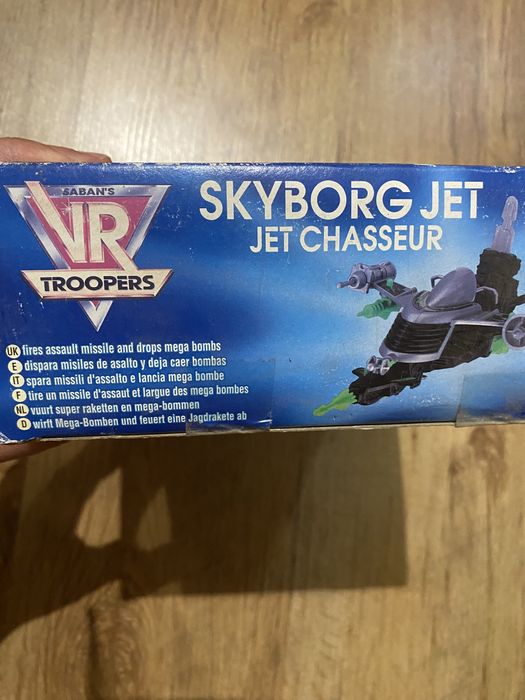 SABAN'S
VR
TROOPERS
SKYBORG JET
JET CHASSEUR
UK fires assault missile and drops mega bombs
E dispara misiles de asalto y deja caer bombas
IT spara missili d'assalto e lancia mega bombe
F tire un missile d'assaut et largue des mega bombes
NL vuurt super raketten en mega-bommen
D wirft Mega-Bomben und feuert eine Jagdrakete ab